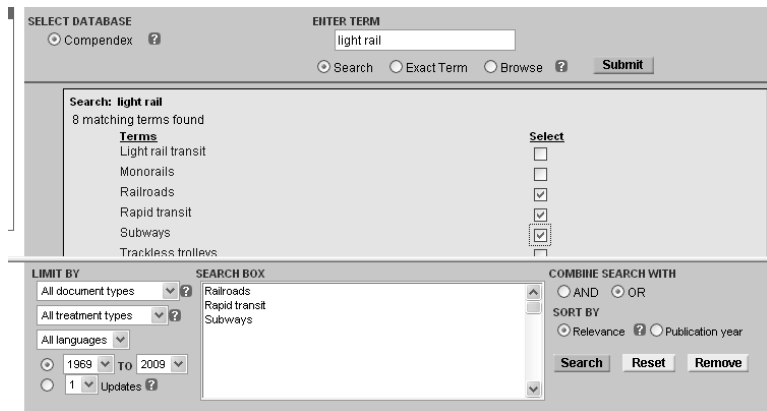 SELECT DATABASE
Compendex ?
ENTER TERM
light rail
Search Exact Term Browse ? Submit
Search: light rail
8 matching terms found
Terms Select
Light rail transit
Monorails
Railroads
Rapid transit
Subways
Trackless trolleys
LIMIT BY
All document types ?
All treatment types ?
All languages
1969 TO 2009
1 Updates ?
SEARCH BOX
Railroads
Rapid transit
Subways
COMBINE SEARCH WITH
AND OR
SORT BY
Relevance ? Publication year
Search Reset Remove